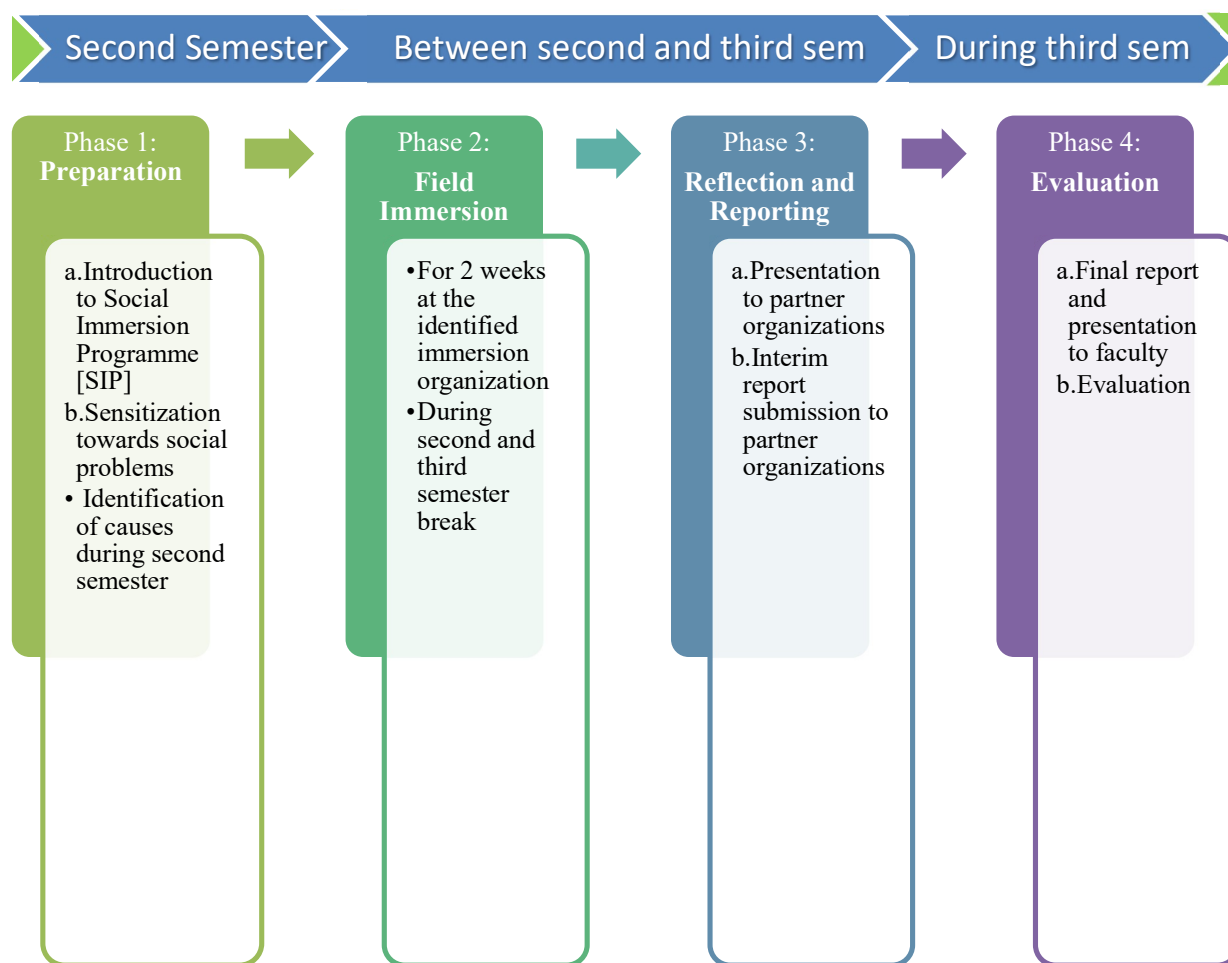 Second Semester
Between second and third sem
During third sem
Phase 1:
Preparation
a.Introduction
to Social
Immersion
Programme
[SIP]
b.Sensitization
towards social
problems
• Identification
of causes
during second
semester
Phase 2:
Field
Immersion
•For 2 weeks
at the
identified
immersion
organization
•During
second and
third
semester
break
Phase 3:
Reflection and
Reporting
a.Presentation
to partner
organizations
b.Interim
report
submission to
partner
organizations
Phase 4:
Evaluation
a.Final report
and
presentation
to faculty
b.Evaluation